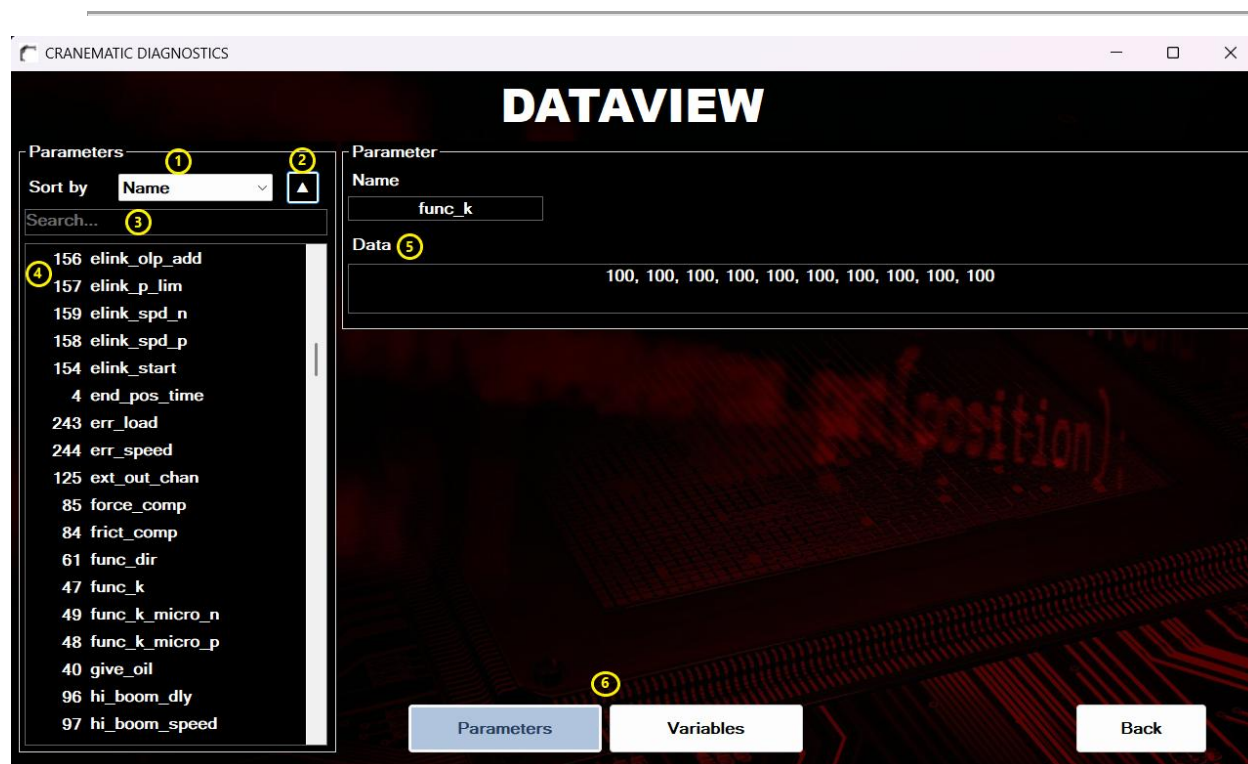 CRANEMATIC DIAGNOSTICS
DATAVIEW
Parameters
1
2
Sort by Name
Search...
3
4
156 elink_olp_add
157 elink_p_lim
159 elink_spd_n
158 elink_spd_p
154 elink_start
4 end_pos_time
243 err_load
244 err_speed
125 ext_out_chan
85 force_comp
84 frict_comp
61 func_dir
47 func_k
49 func_k_micro_n
48 func_k_micro_p
40 give_oil
96 hi_boom_dly
97 hi_boom_speed
Parameter
Name
func_k
Data 5
100, 100, 100, 100, 100, 100, 100, 100, 100, 100
(position)
6
Parameters Variables Back